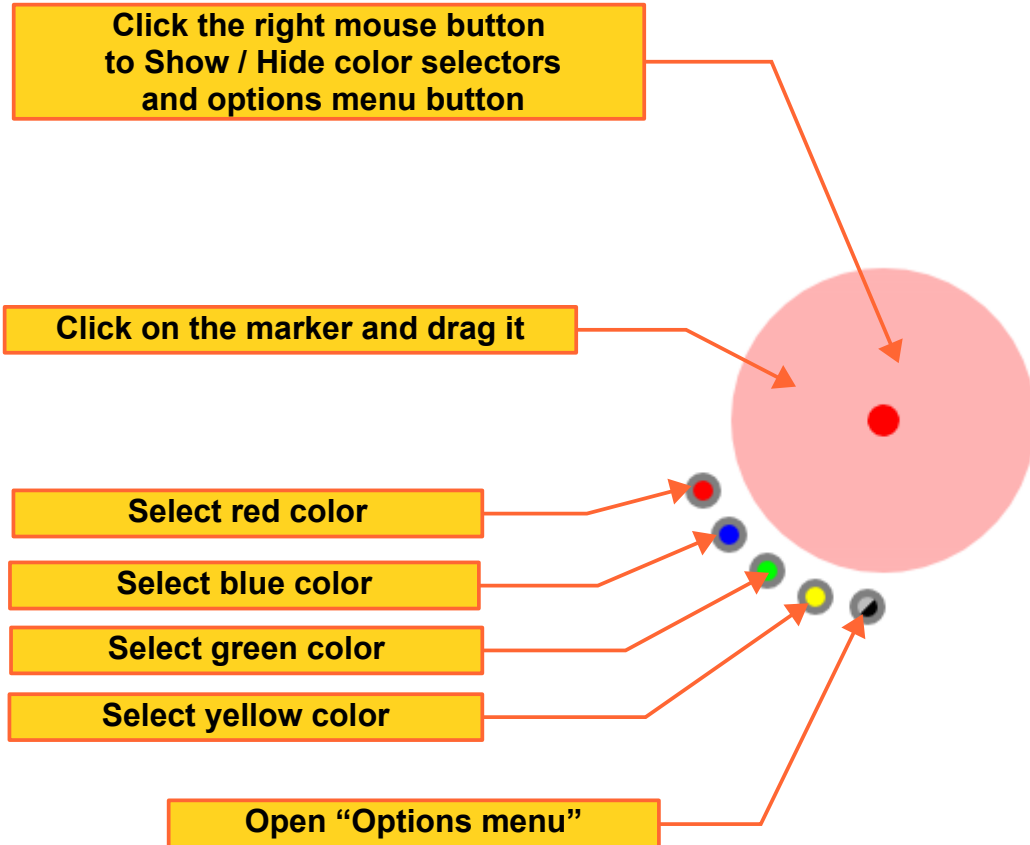 Click the right mouse button
to Show / Hide color selectors
and options menu button
Click on the marker and drag it
Select red color
Select blue color
Select green color
Select yellow color
Open “Options menu”